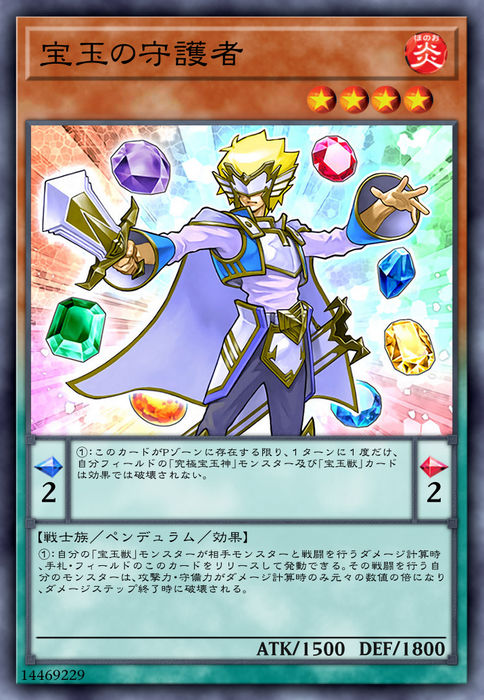 宝玉の守護者
ほのお
炎
①:このカードがPゾーンに存在する限り、1ターンに1度だけ、
自分フィールドの「究極宝玉神」モンスター及び「宝玉獣」カード
は効果では破壊されない。
2
2
【戦士族/ペンデュラム/効果】
①:自分の「宝玉獣」モンスターが相手モンスターと戦闘を行うダメージ計算時、
手札・フィールドのこのカードをリリースして発動できる。その戦闘を行う自
分のモンスターは、攻撃力・守備力がダメージ計算時のみ元々の数値の倍になり
、ダメージステップ終了時に破壊される。
ATK/1500 DEF/1800
14469229